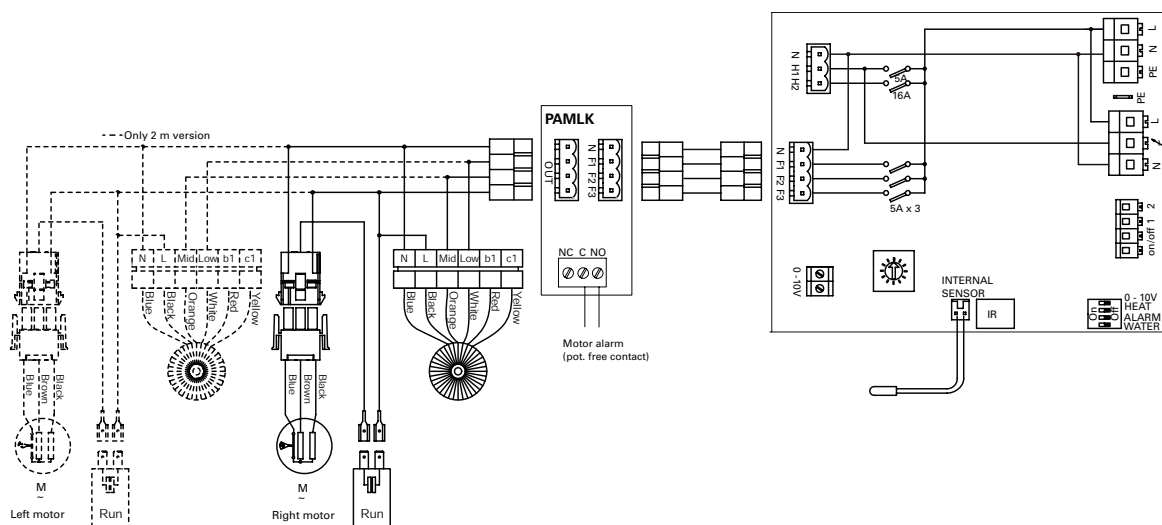 - - - -Only 2 m version
N
L
Mid
Low
b1
c1
Blue
Black
Orange
White
Red
Yellow
Blue
Brown
Black
M
~
Left motor
Run
N
L
Mid
Low
b1
c1
Blue
Black
Orange
White
Red
Yellow
Blue
Brown
Black
M
~
Right motor
Run
PAMLK
OUT
N F1 F2 F3
NC C NO
Motor alarm
(pot. free contact)
N H1 H2
5A
16A
N F1 F2 F3
5A x 3
0 - 10V
INTERNAL
SENSOR
IR
L
N
PE
PE
L
N
on/off 1 2
On
Off
0 - 10V
HEAT
ALARM
WATER